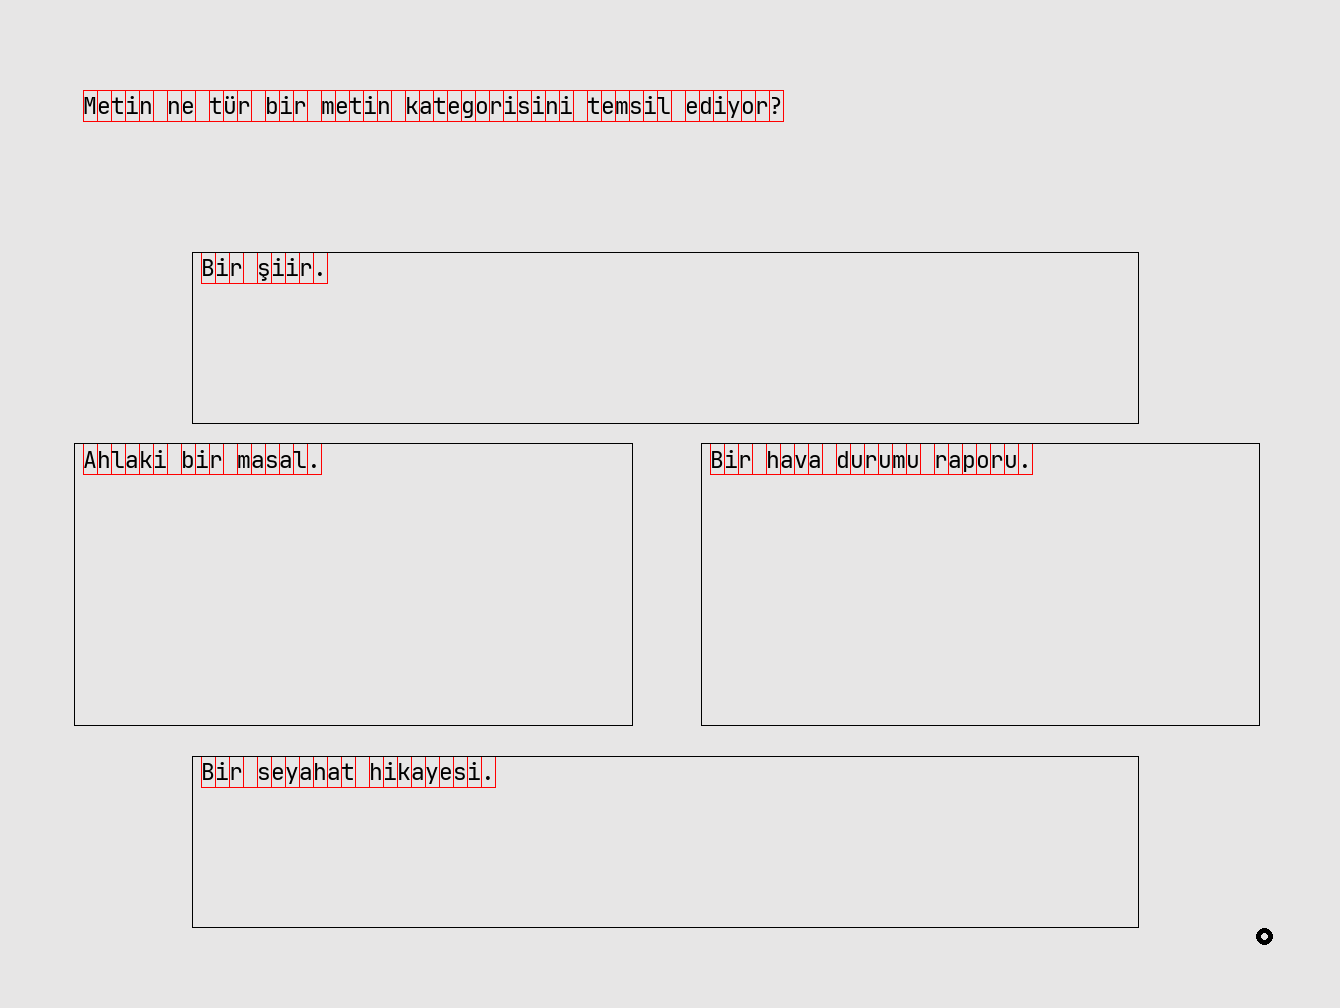 Metin ne tür bir metin kategorisini temsil ediyor?
Bir şiir.
Ahlaki bir masal.
Bir hava durumu raporu.
Bir seyahat hikayesi.